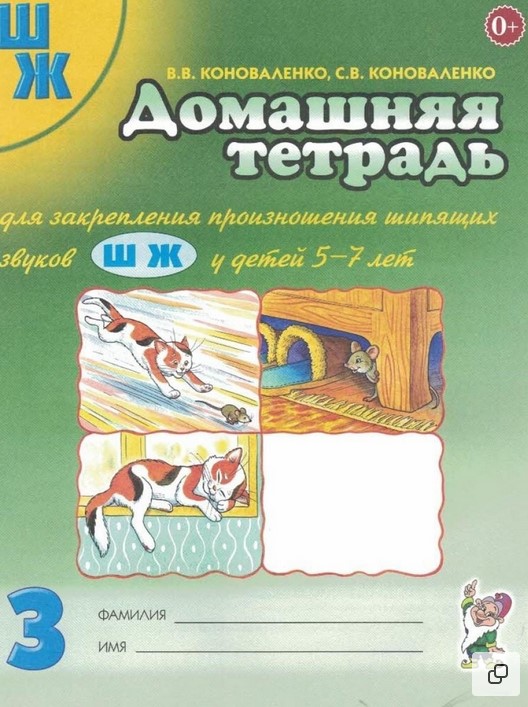 Ш
Ж
0+
В.В. КОНОВАЛЕНКО, С.В. КОНОВАЛЕНКО
Домашняя
тетрадь
для закрепления произношения шипящих
звуков Ш Ж у детей 5–7 лет
3
ФАМИЛИЯ
ИМЯ